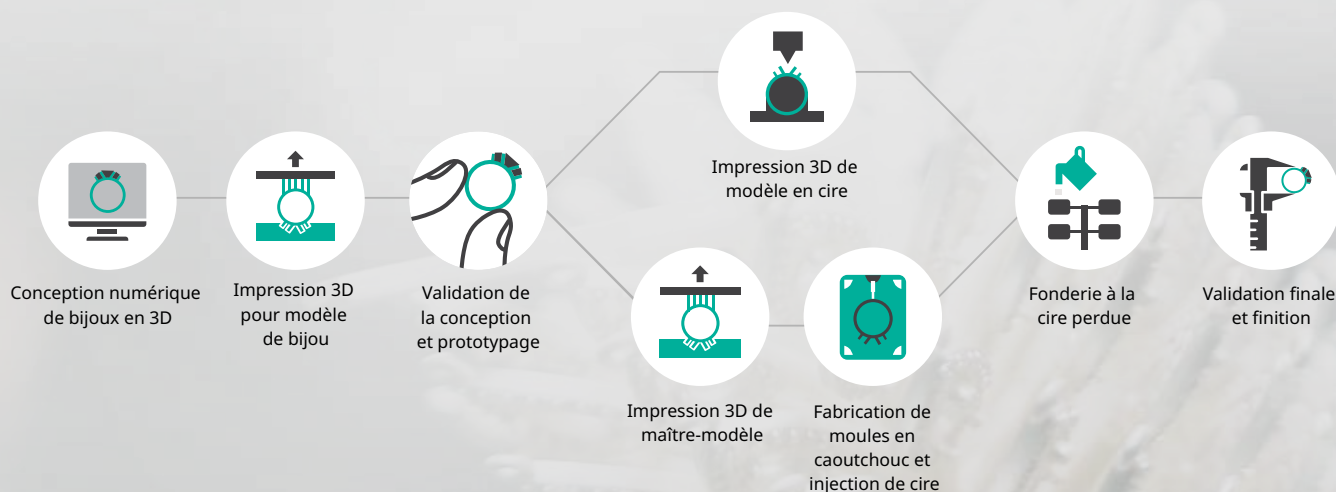 Conception numérique
de bijoux en 3D
Impression 3D
pour modèle
de bijou
Validation de
la conception
et prototypage
Impression 3D de
modèle en cire
Impression 3D de
maître-modèle
Fabrication de
moules en
caoutchouc et
injection de cire
Fonderie à la
cire perdue
Validation finale
et finition